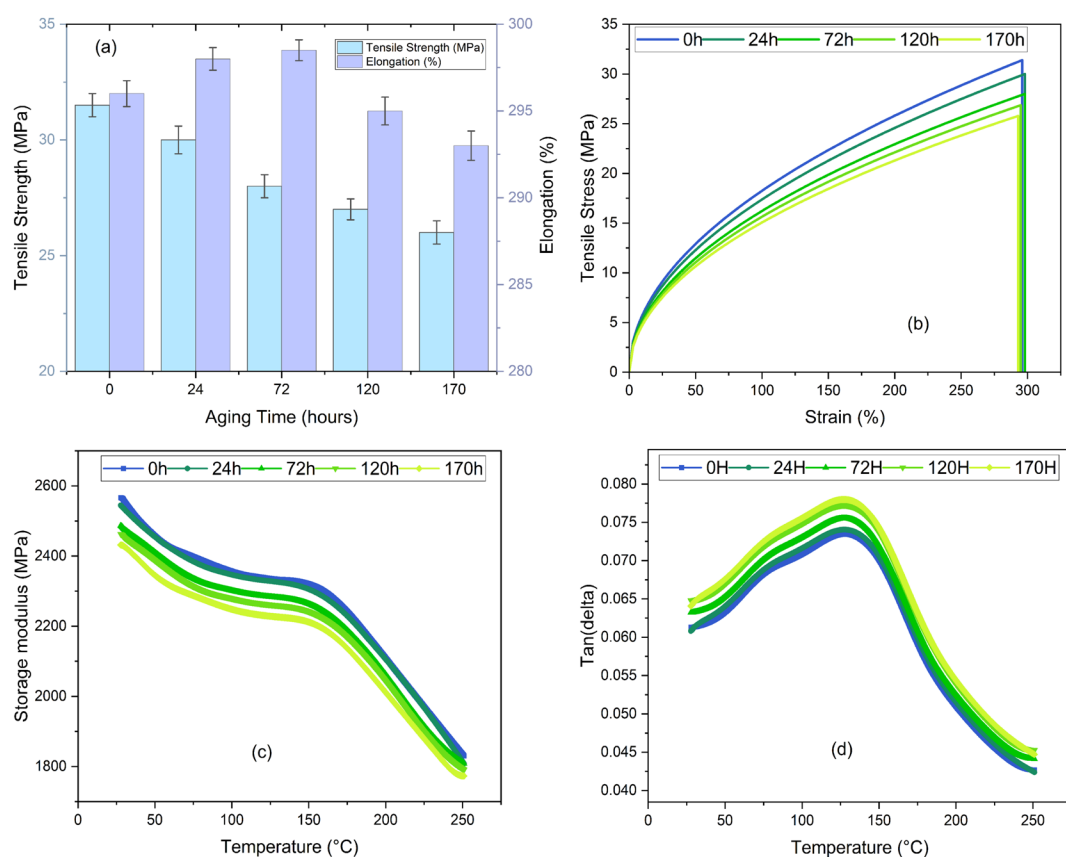 (a)
Tensile Strength (MPa)
Elongation (%)
35
30
25
20
Tensile Strength (MPa)
300
295
290
285
280
Elongation (%)
0 24 72 120 170
Aging Time (hours)
0h 24h 72h 120h 170h
35
30
25
20
15
10
5
0
Tensile Stress (MPa)
(b)
0 50 100 150 200 250 300
Strain (%)
0h 24h 72h 120h 170h
2600
2400
2200
2000
1800
Storage modulus (MPa)
(c)
0 50 100 150 200 250
Temperature (°C)
0H 24H 72H 120H 170H
0.080
0.075
0.070
0.065
0.060
0.055
0.050
0.045
0.040
Tan(delta)
(d)
0 50 100 150 200 250
Temperature (°C)